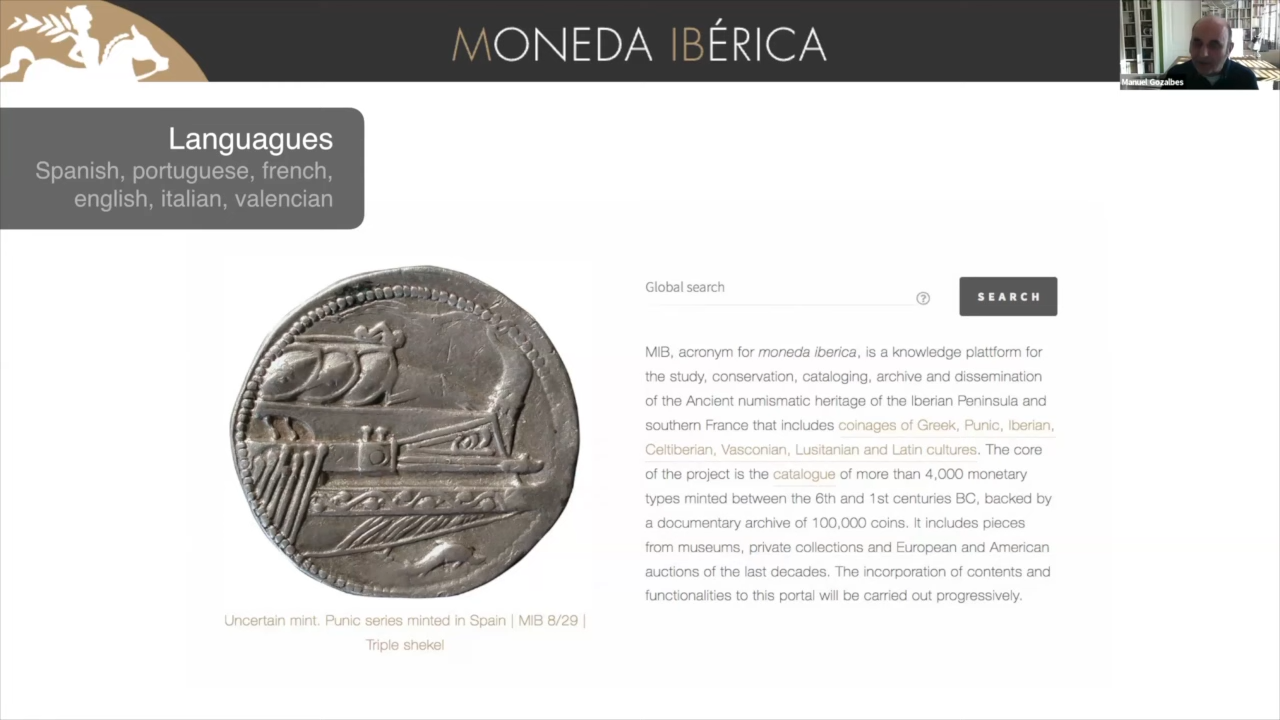 MONEDA IBÉRICA
Manuel Gozalbes
Languagues
Spanish, portuguese, french,
english, italian, valencian
Global search
?
SEARCH
MIB, acronym for moneda iberica, is a knowledge plattform for
the study, conservation, cataloging, archive and dissemination
of the Ancient numismatic heritage of the Iberian Peninsula and
southern France that includes coinages of Greek, Punic, Iberian,
Celtiberian, Vasconian, Lusitanian and Latin cultures. The core
of the project is the catalogue of more than 4,000 monetary
types minted between the 6th and 1st centuries BC, backed by
a documentary archive of 100,000 coins. It includes pieces
from museums, private collections and European and American
auctions of the last decades. The incorporation of contents and
functionalities to this portal will be carried out progressively.
Uncertain mint. Punic series minted in Spain | MIB 8/29 |
Triple shekel